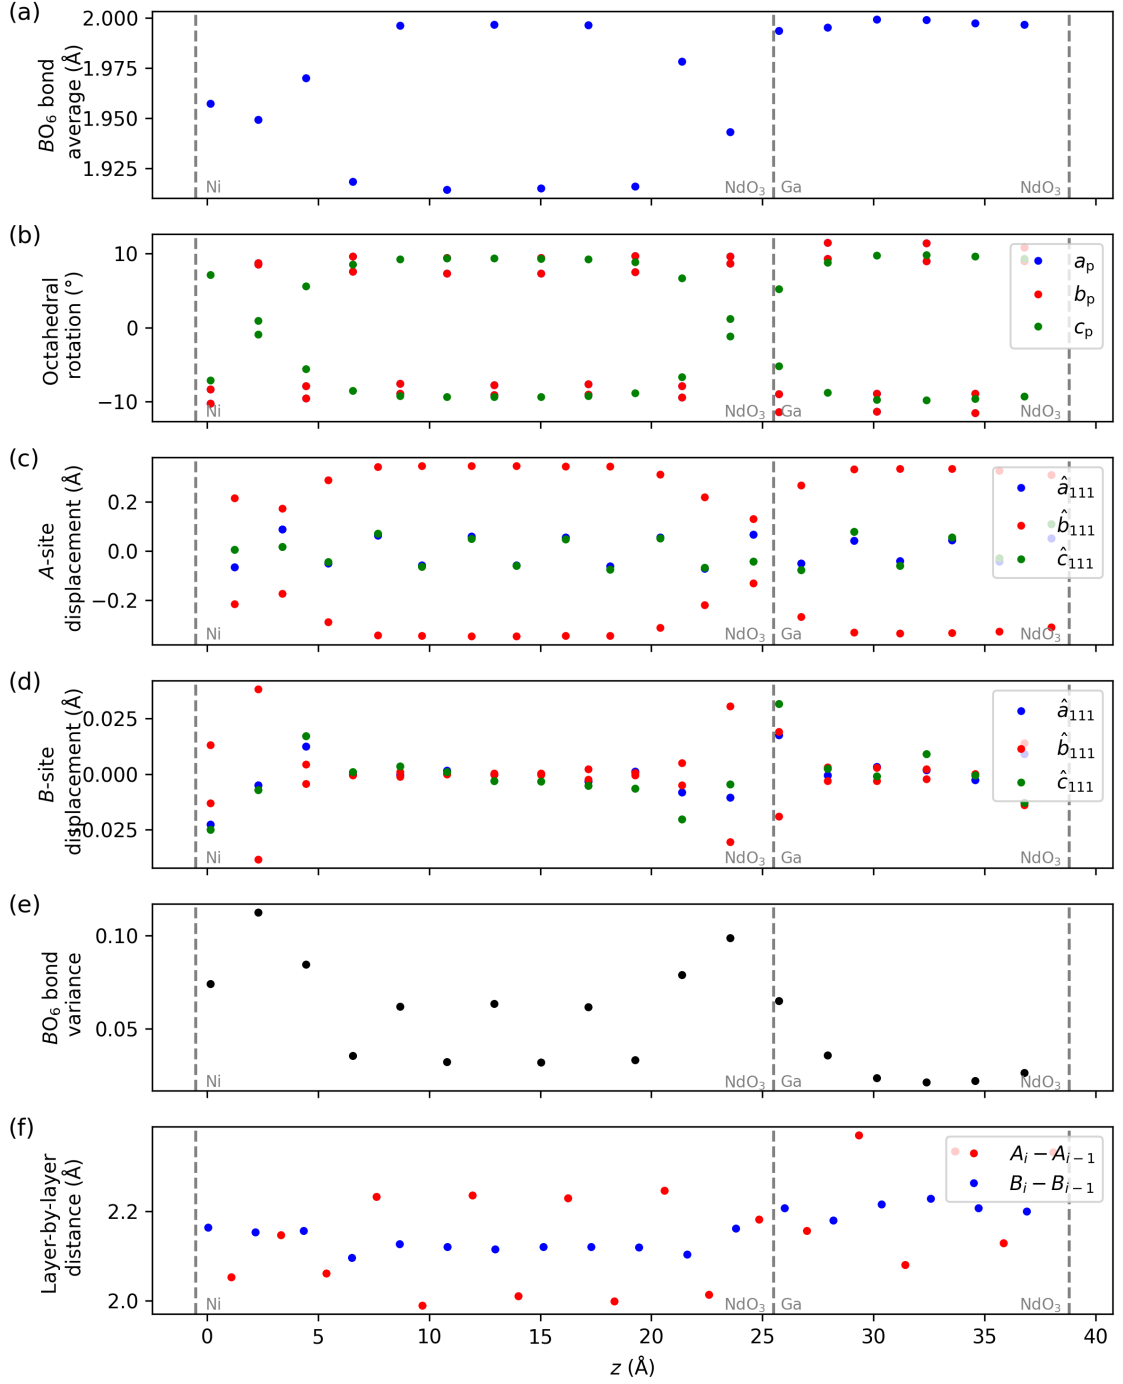 (a)
BO₆ bond
average (Å)
2.000
1.975
1.950
1.925
Ni
NdO₃
Ga
NdO₃
(b)
Octahedral
rotation (°)
10
0
−10
Ni
NdO₃
Ga
NdO₃
aₚ
bₚ
cₚ
(c)
A-site
displacement (Å)
0.2
0.0
−0.2
Ni
NdO₃
Ga
NdO₃
â₁₁₁
b̂₁₁₁
ĉ₁₁₁
(d)
B-site
displacement (Å)
0.025
0.000
−0.025
Ni
NdO₃
Ga
NdO₃
â₁₁₁
b̂₁₁₁
ĉ₁₁₁
(e)
BO₆ bond
variance
0.10
0.05
Ni
NdO₃
Ga
NdO₃
(f)
Layer-by-layer
distance (Å)
2.2
2.0
Ni
NdO₃
Ga
NdO₃
Aᵢ − Aᵢ₋₁
Bᵢ − Bᵢ₋₁
0 5 10 15 20 25 30 35 40
z (Å)